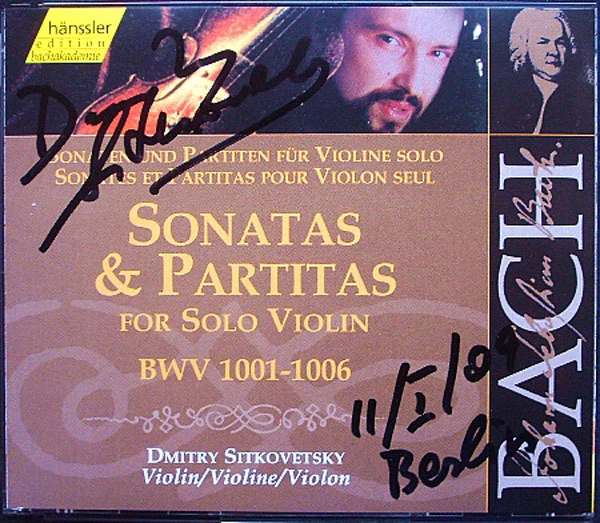 hänssler
edition
bachakademie
SONATEN UND PARTITEN FÜR VIOLINE SOLO
SONATES ET PARTITAS POUR VIOLON SEUL
SONATAS
& PARTITAS
FOR SOLO VIOLIN
BWV 1001-1006
DMITRY SITKOVETSKY
Violin/Violine/Violon
BACH
11/I/09
Berlin